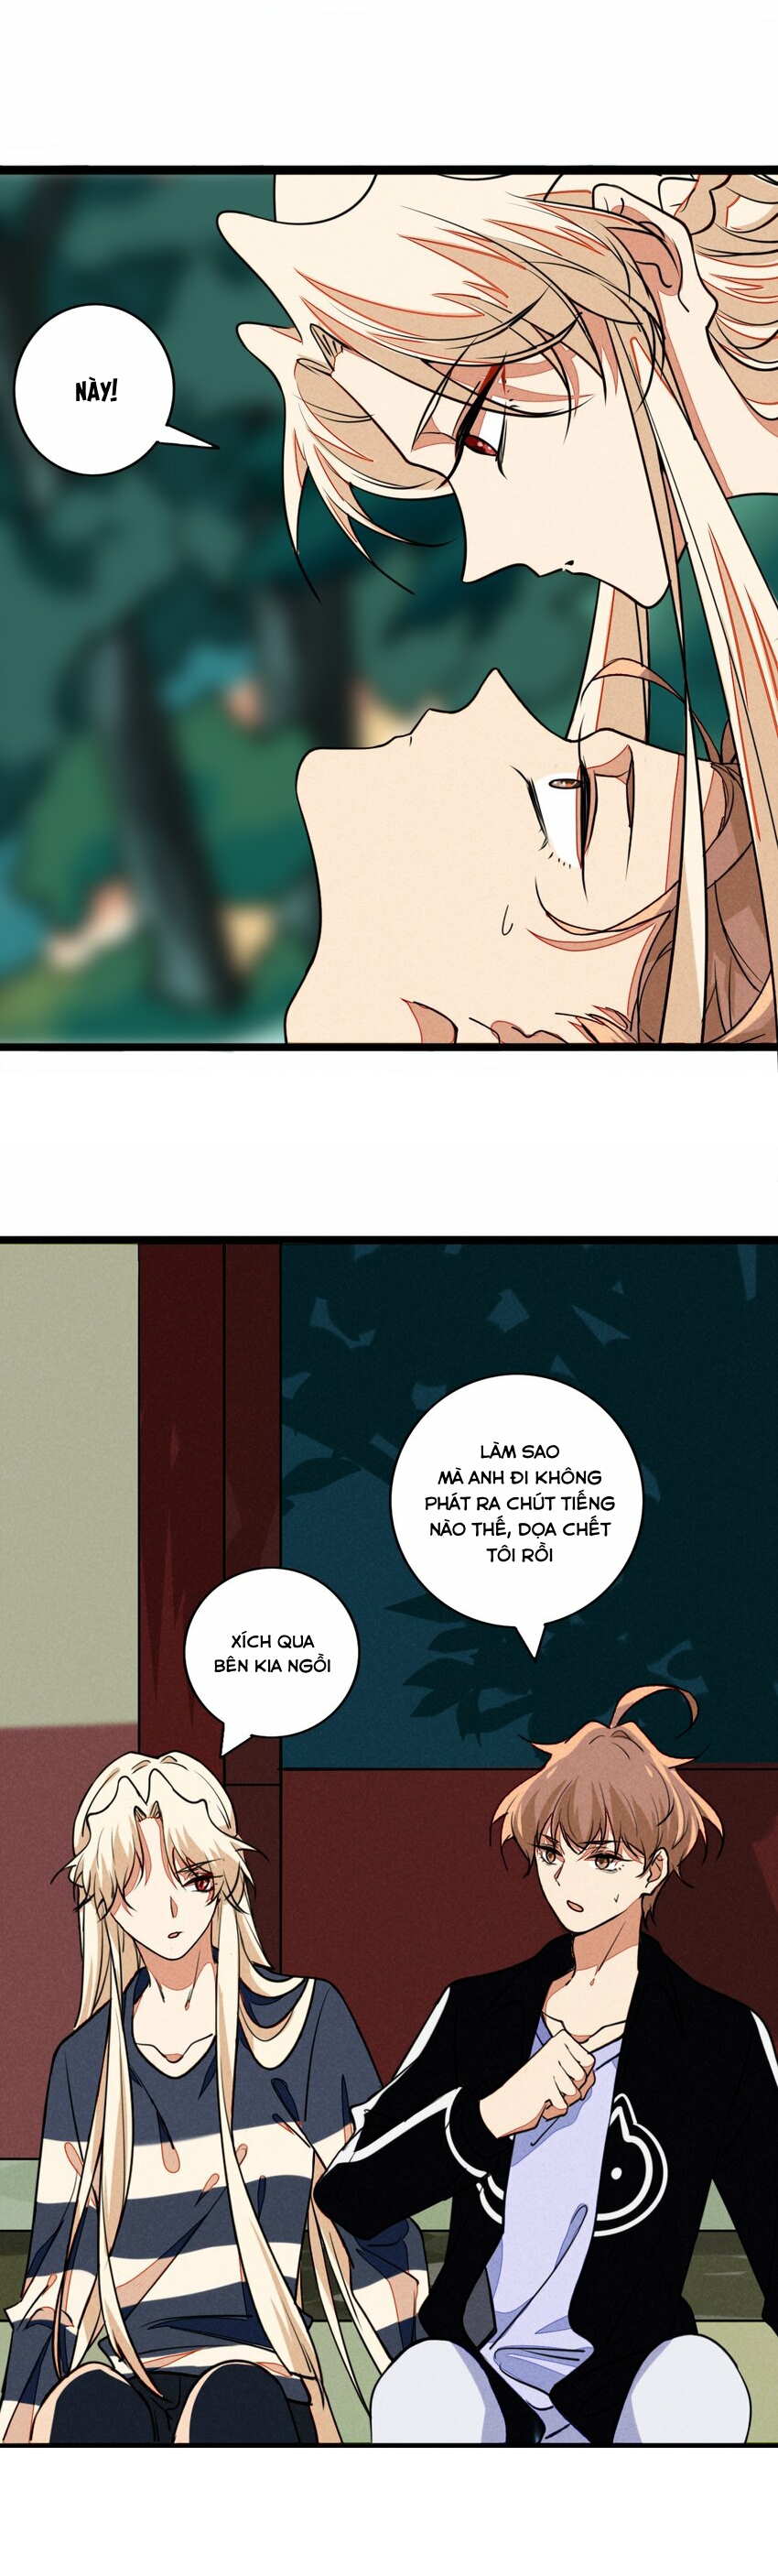 NÀY!
LÀM SAO
MÀ ANH ĐI KHÔNG
PHÁT RA CHÚT TIẾNG
NÀO THẾ, DỌA CHẾT
TÔI RỒI
XÍCH QUA
BÊN KIA NGỒI